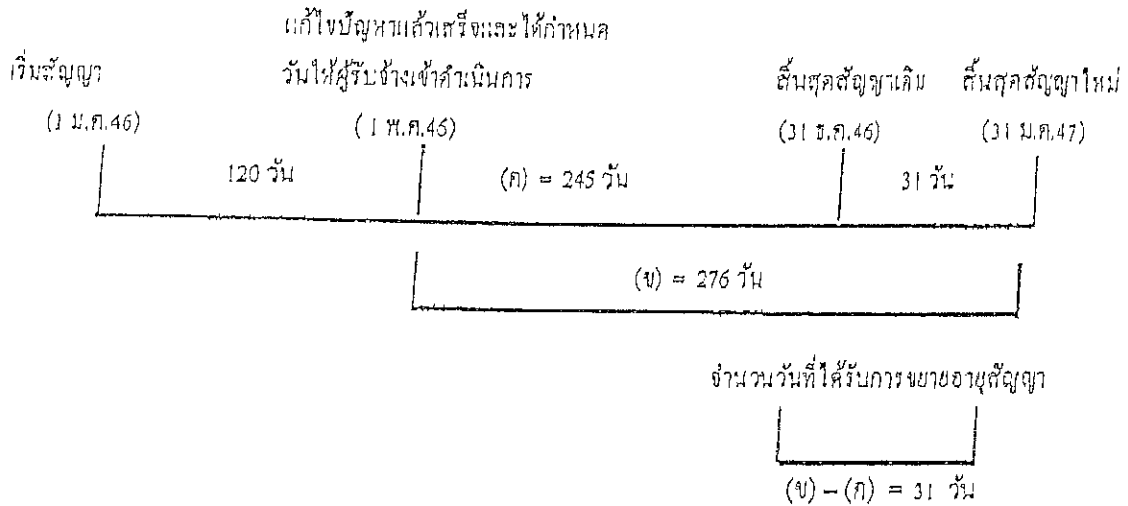 แก้ไขปัญหาแล้วเสร็จและได้กำหนด
เริ่มสัญญา วันให้ผู้รับจ้างเข้าดำเนินการ สิ้นสุดสัญญาเดิม สิ้นสุดสัญญาใหม่
(1 ม.ค.46) (1 พ.ค.46) (31 ธ.ค.46) (31 ม.ค.47)
120 วัน (ก) = 245 วัน 31 วัน
(ข) = 276 วัน
จำนวนวันที่ได้รับการขยายอายุสัญญา
(ข) – (ก) = 31 วัน